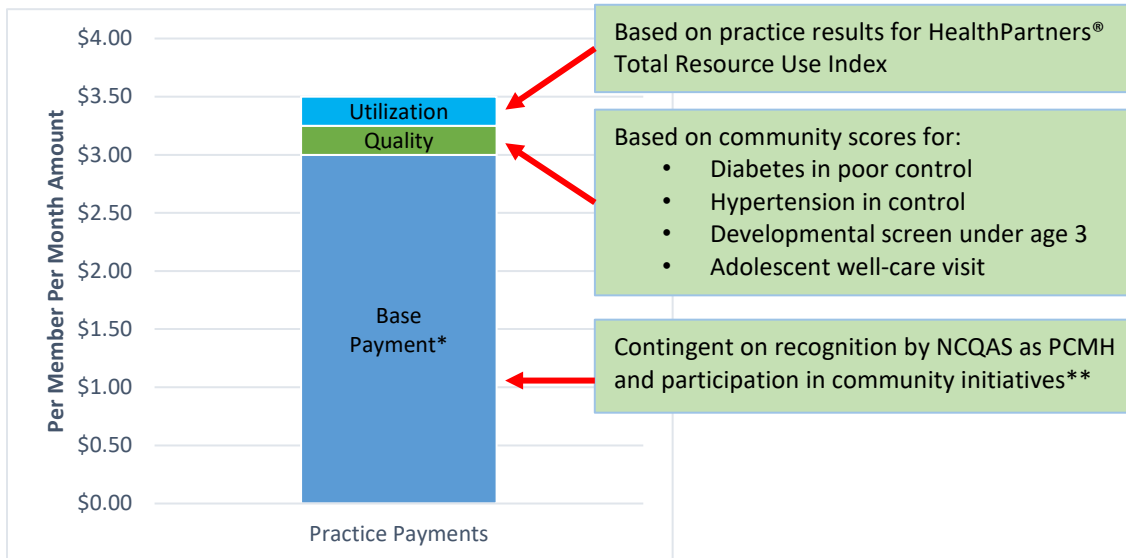 $4.00
$3.50
$3.00
$2.50
$2.00
$1.50
$1.00
$0.50
$0.00
Per Member Per Month Amount
Utilization
Quality
Base
Payment*
Practice Payments
Based on practice results for HealthPartners®
Total Resource Use Index
Based on community scores for:
• Diabetes in poor control
• Hypertension in control
• Developmental screen under age 3
• Adolescent well-care visit
Contingent on recognition by NCQAS as PCMH
and participation in community initiatives**